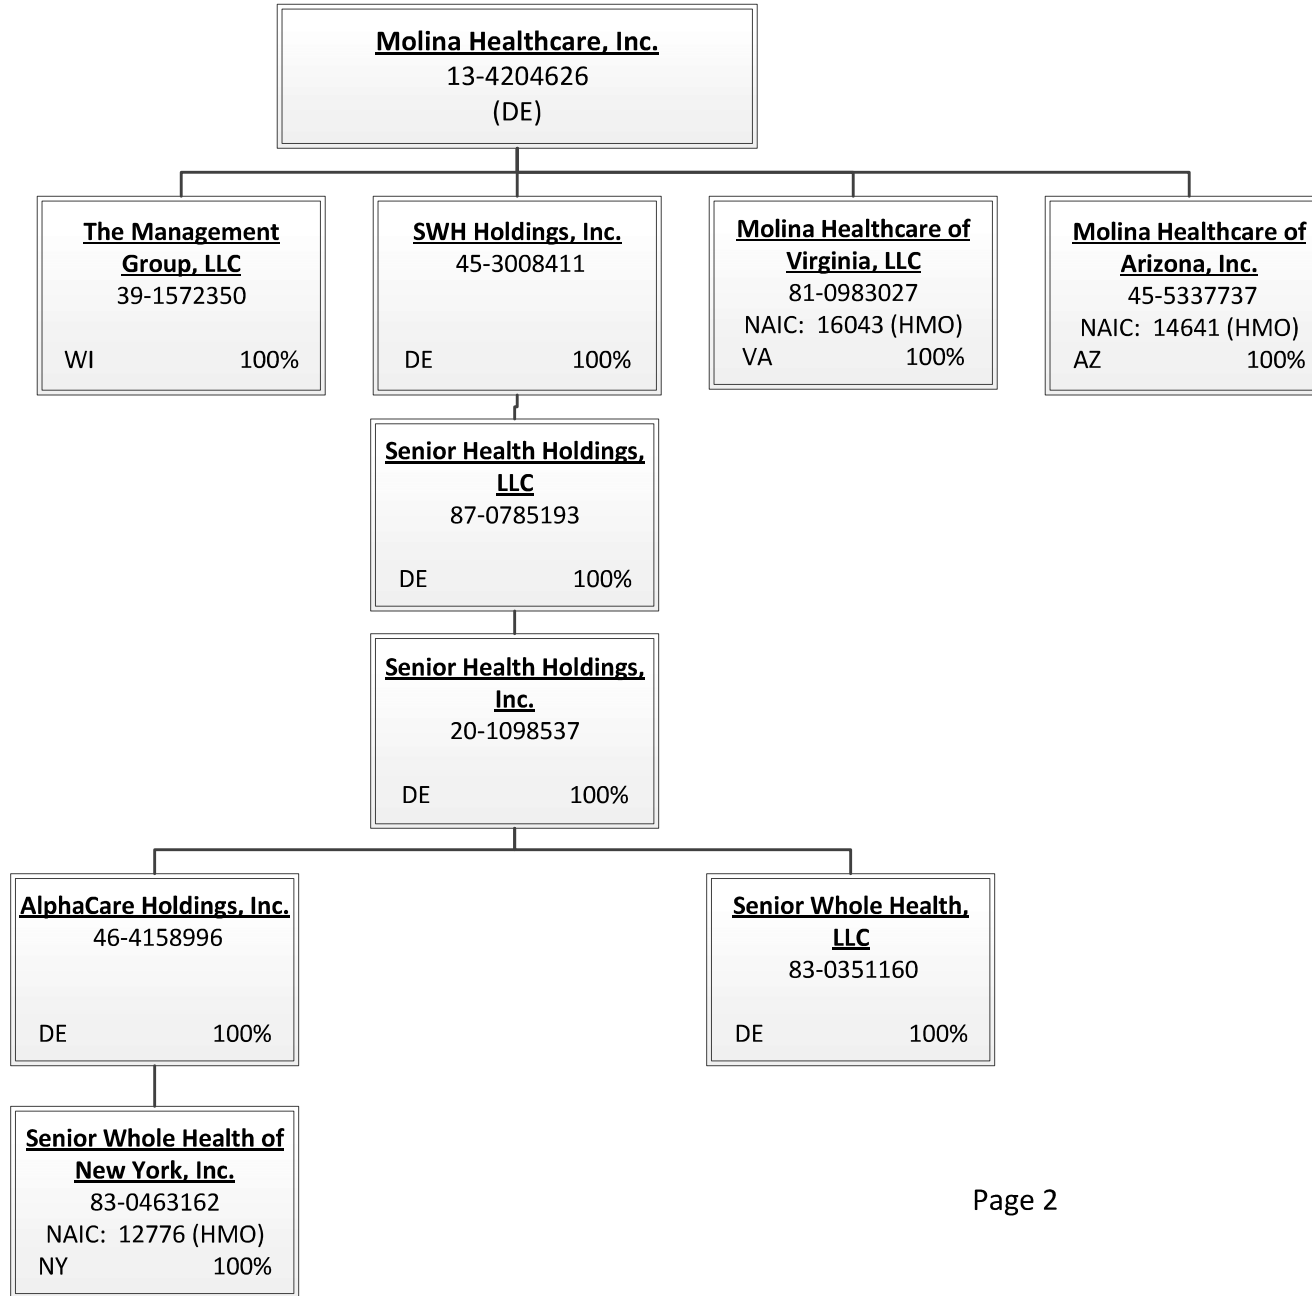 Molina Healthcare, Inc.
13-4204626
(DE)
The Management
Group, LLC
39-1572350
WI 100%
SWH Holdings, Inc.
45-3008411
DE 100%
Molina Healthcare of
Virginia, LLC
81-0983027
NAIC: 16043 (HMO)
VA 100%
Molina Healthcare of
Arizona, Inc.
45-5337737
NAIC: 14641 (HMO)
AZ 100%
Senior Health Holdings,
LLC
87-0785193
DE 100%
Senior Health Holdings,
Inc.
20-1098537
DE 100%
AlphaCare Holdings, Inc.
46-4158996
DE 100%
Senior Whole Health,
LLC
83-0351160
DE 100%
Senior Whole Health of
New York, Inc.
83-0463162
NAIC: 12776 (HMO)
NY 100%
Page 2